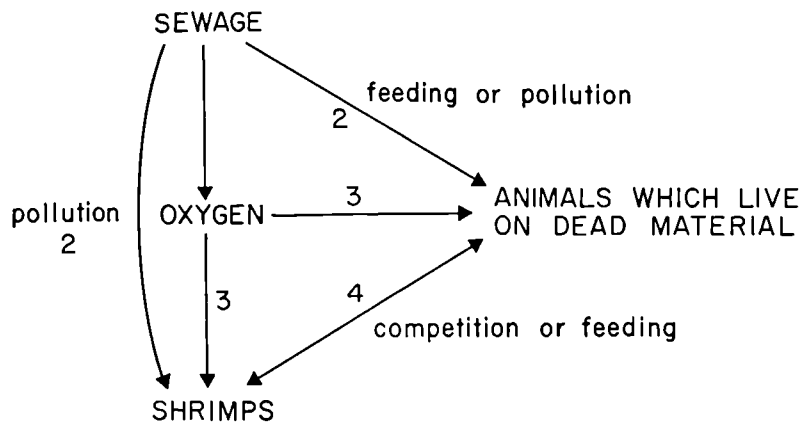 SEWAGE
feeding or pollution
2
pollution
2
OXYGEN
3
ANIMALS WHICH LIVE
ON DEAD MATERIAL
3
4
competition or feeding
SHRIMPS